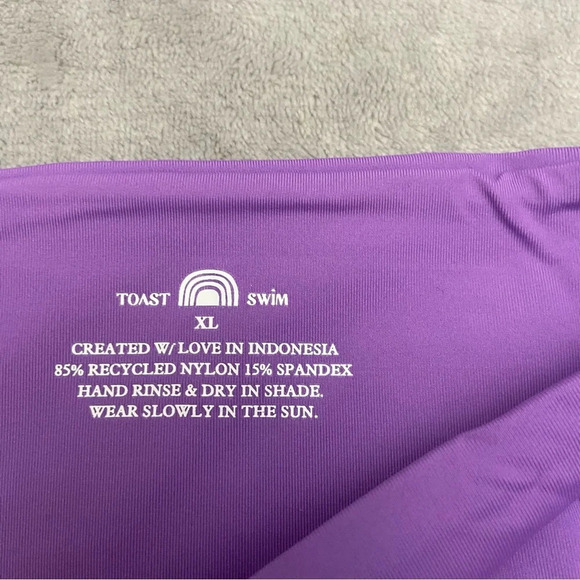 TOAST SWIM
XL
CREATED W/ LOVE IN INDONESIA
85% RECYCLED NYLON 15% SPANDEX
HAND RINSE & DRY IN SHADE.
WEAR SLOWLY IN THE SUN.